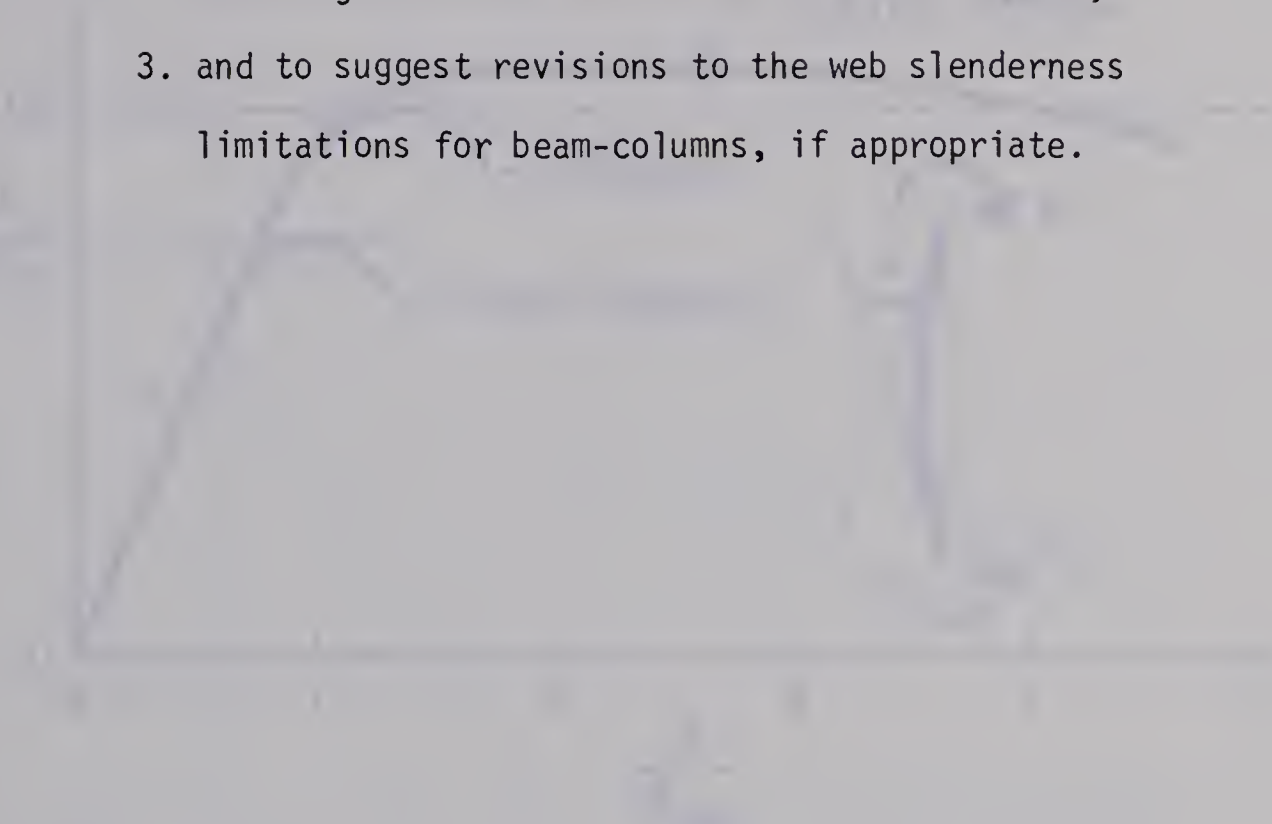 3. and to suggest revisions to the web slenderness
limitations for beam-columns, if appropriate.